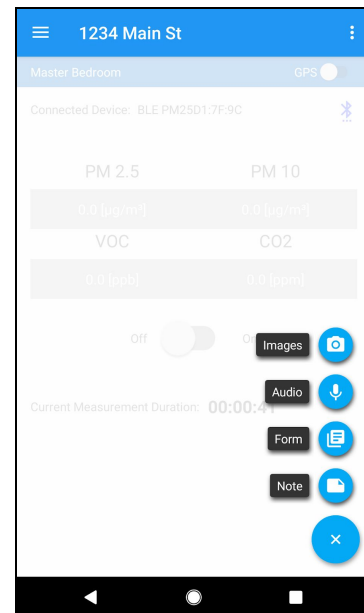 1234 Main St
Master Bedroom GPS
Connected Device: BLE PM25D1:7F:9C
PM 2.5 PM 10
0.0 [ug/m³] 0.0 [ug/m³]
VOC CO2
0.0 [ppb] 0.0 [ppm]
Off
Images
Audio
Current Measurement Duration: 00:00:41
Form
Note